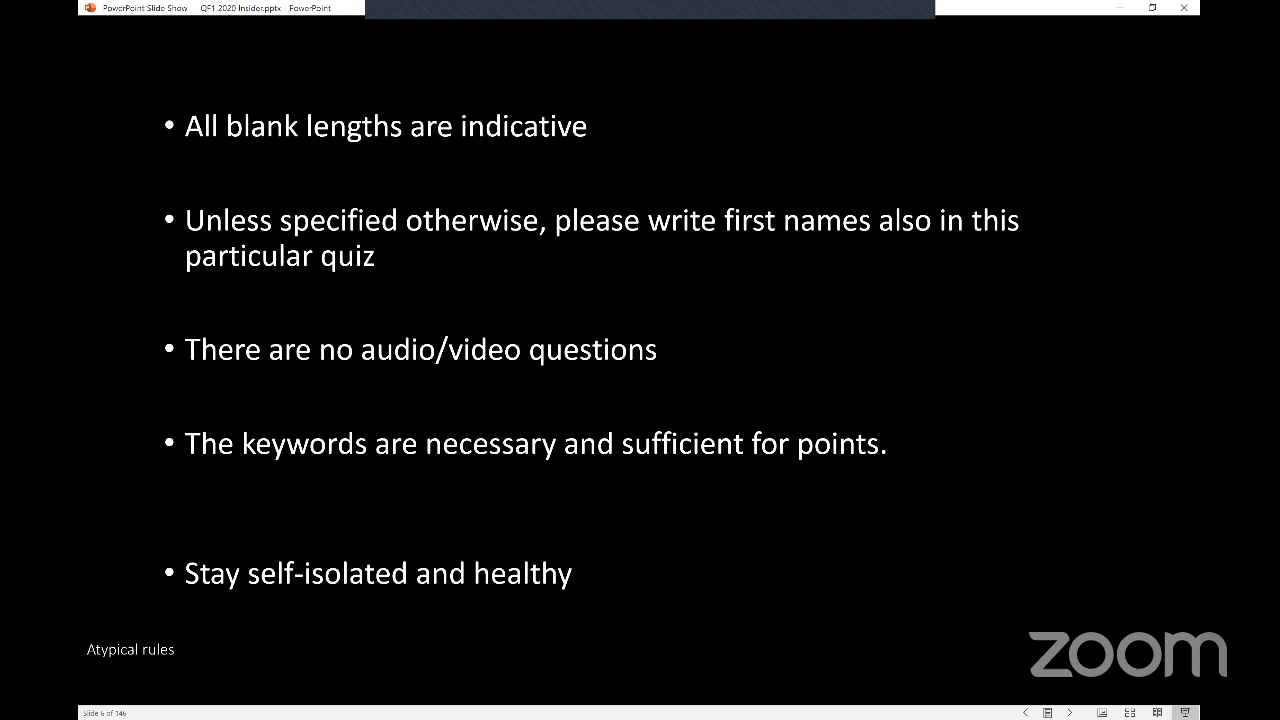 PowerPoint Slide Show QF1 2020 Insider.pptx - PowerPoint
• All blank lengths are indicative
• Unless specified otherwise, please write first names also in this
particular quiz
• There are no audio/video questions
• The keywords are necessary and sufficient for points.
• Stay self-isolated and healthy
Atypical rules
zoom
Slide 6 of 146